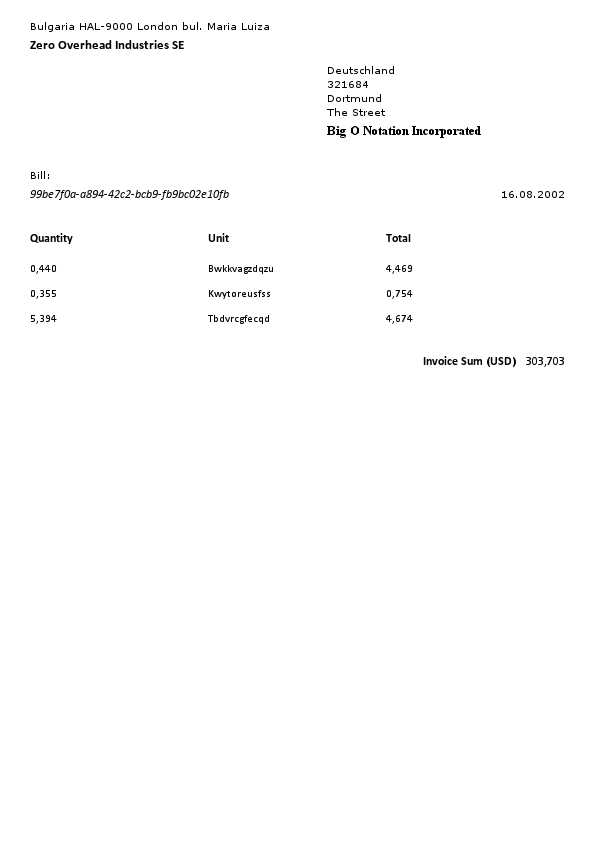 Bulgaria HAL-9000 London bul. Maria Luiza
Zero Overhead Industries SE
Deutschland
321684
Dortmund
The Street
Big O Notation Incorporated
Bill:
99be7f0a-a894-42c2-bcb9-fb9bc02e10fb 16.08.2002
Quantity Unit Total
0,440 Bwkkvagzdqzu 4,469
0,355 Kwytoreusfss 0,754
5,394 Tbdvrcgfecqd 4,674
Invoice Sum (USD) 303,703